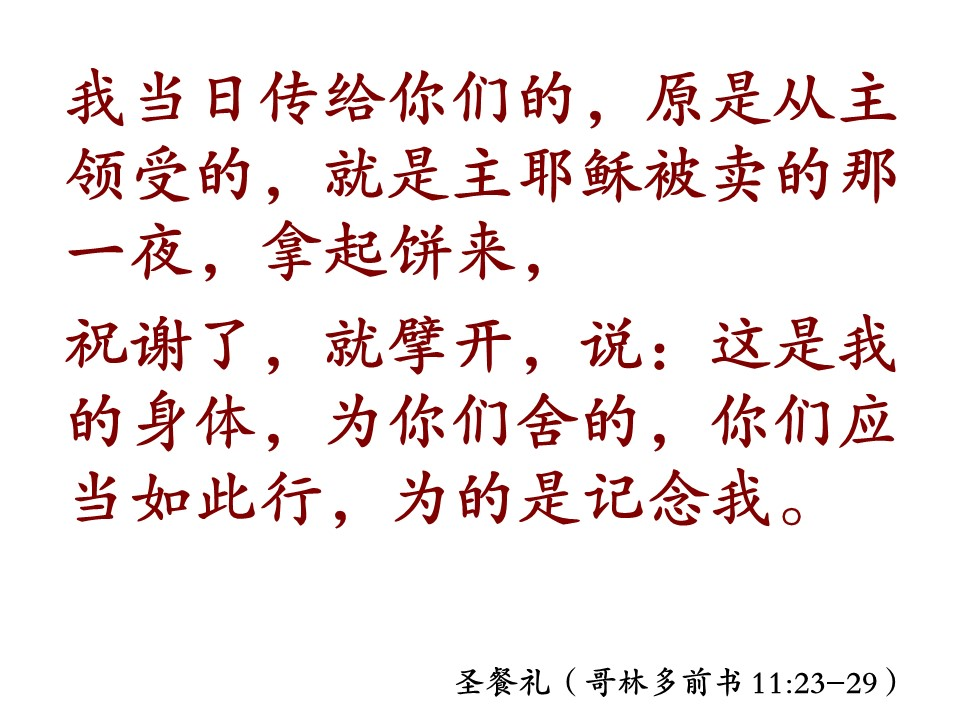 我当日传给你们的，原是从主
领受的，就是主耶稣被卖的那
一夜，拿起饼来，
祝谢了，就擘开，说：这是我
的身体，为你们舍的，你们应
当如此行，为的是记念我。
圣餐礼（哥林多前书 11:23-29）